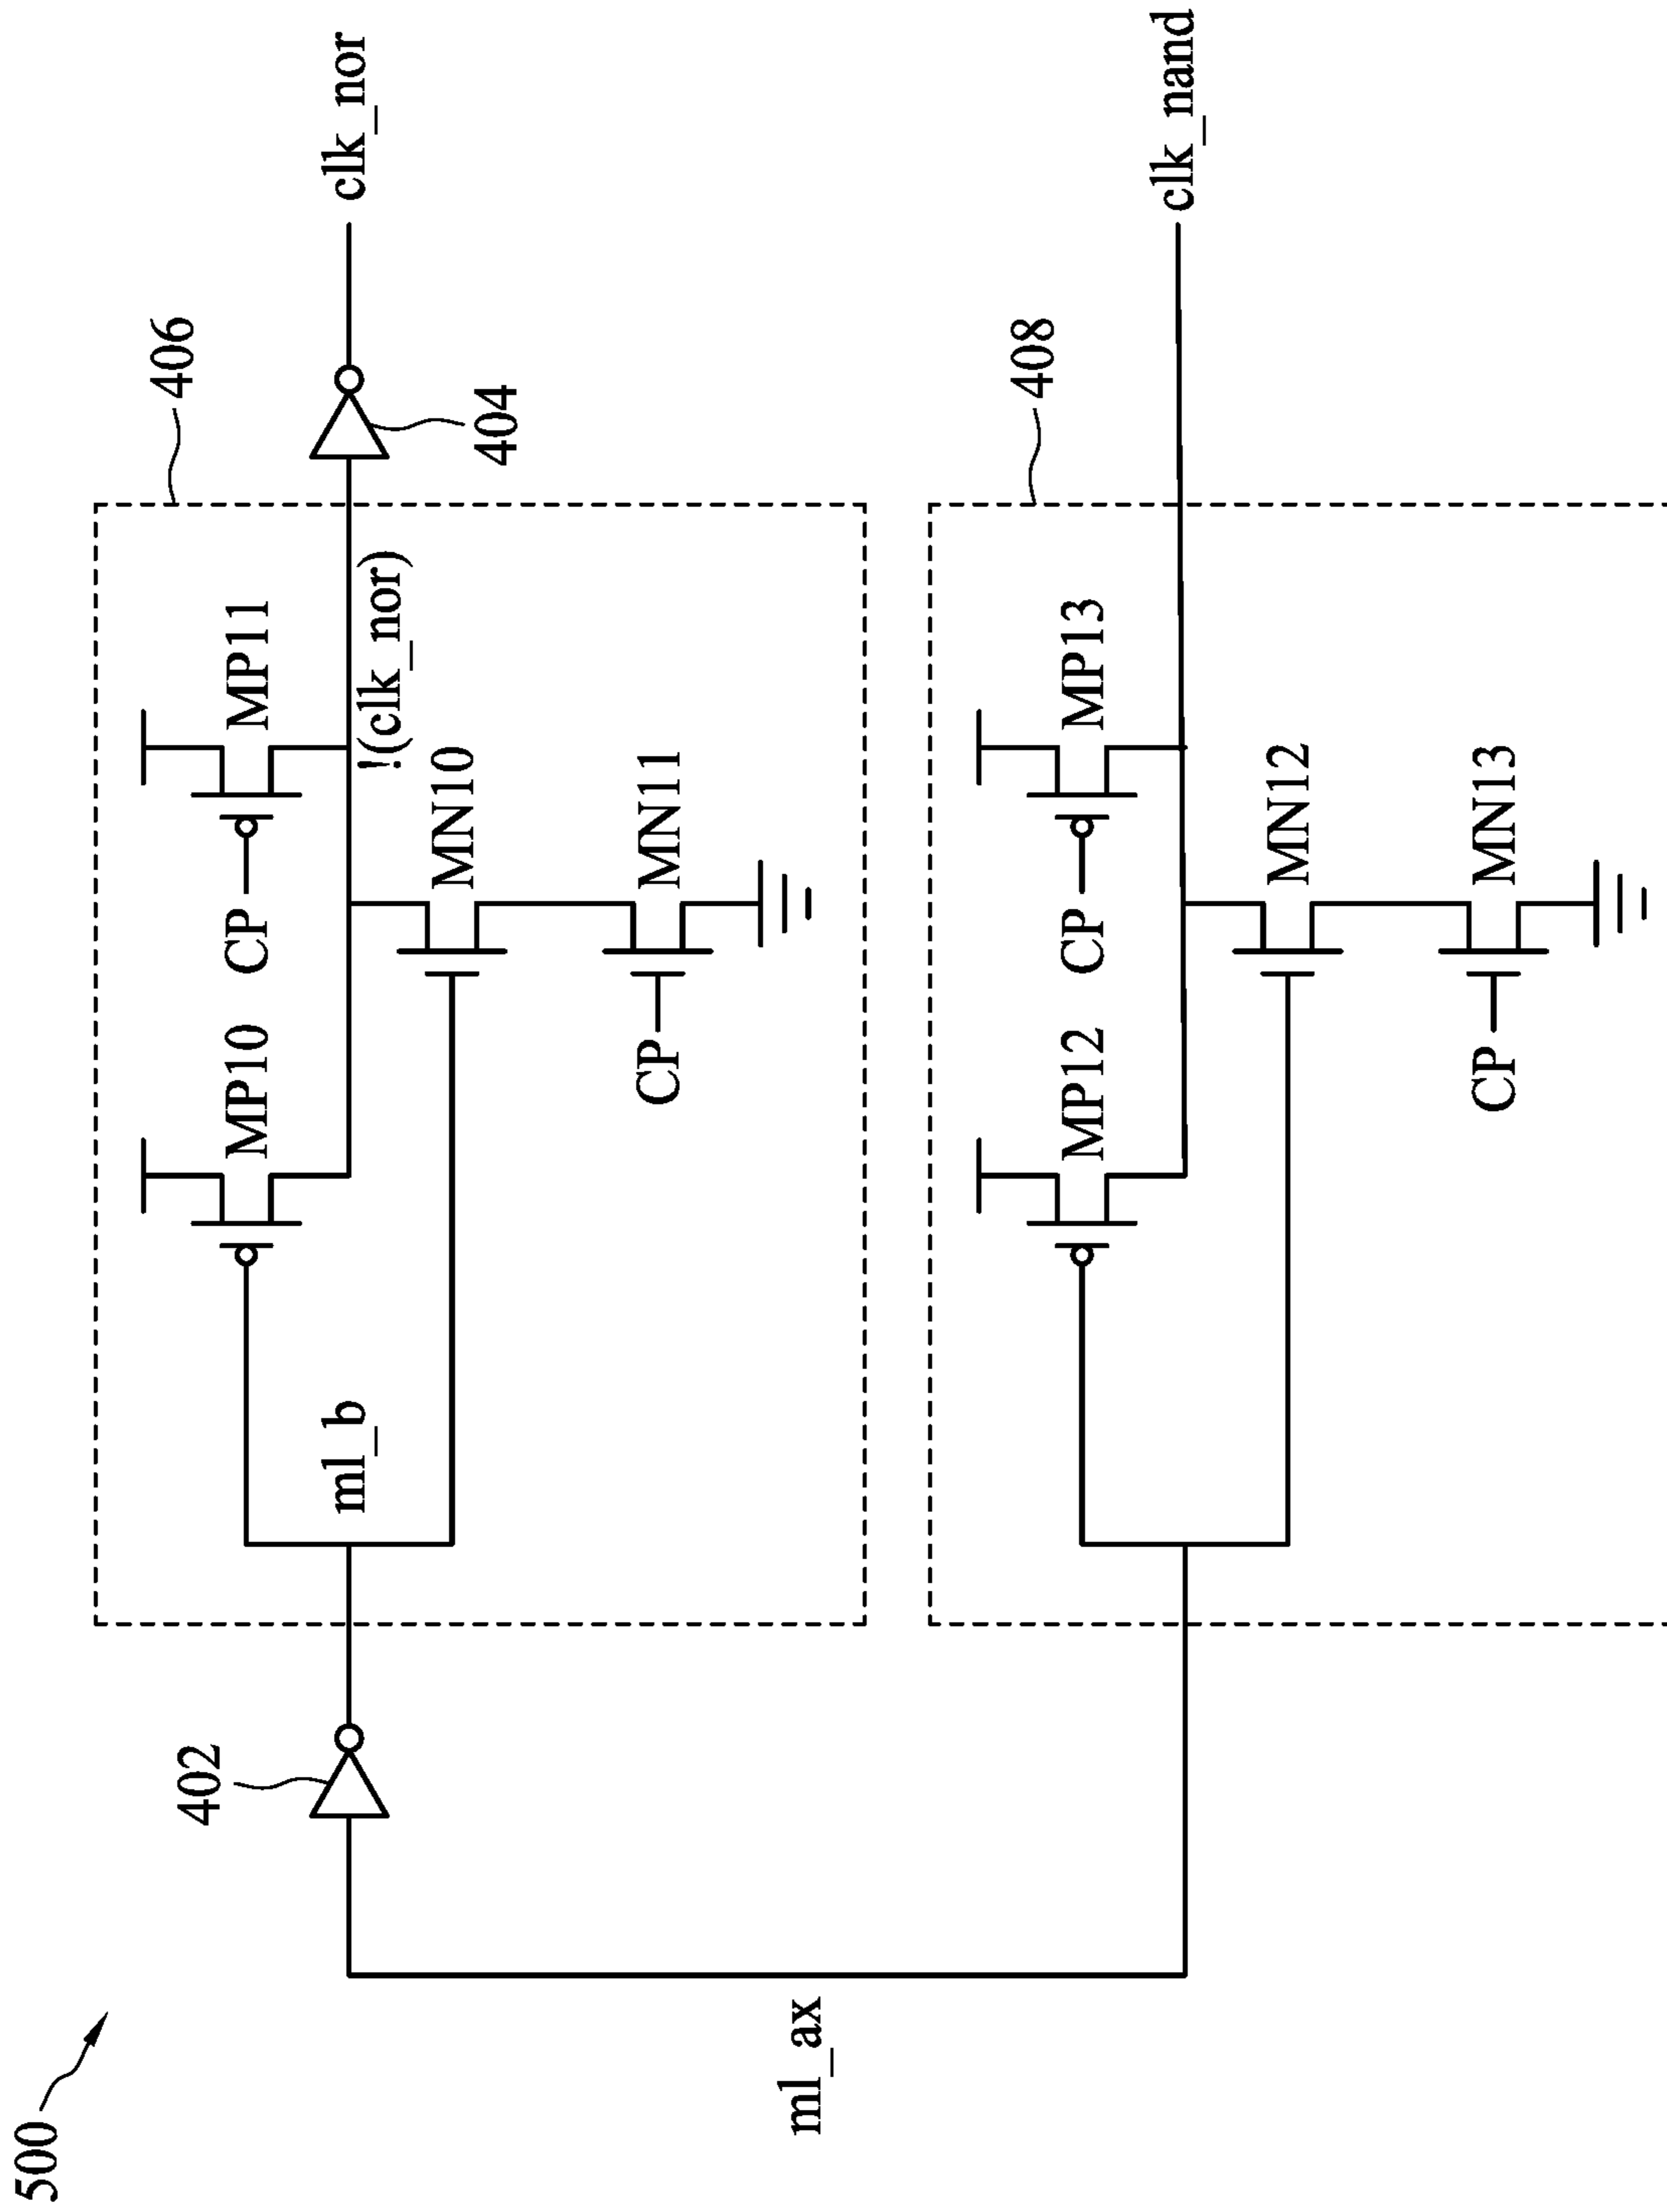 500
402
406
404
ml_b
MP10
CP
MP11
!(clk_nor)
MN10
CP
MN11
clk_nor
ml_ax
408
MP12
CP
MP13
MN12
CP
MN13
clk_nand